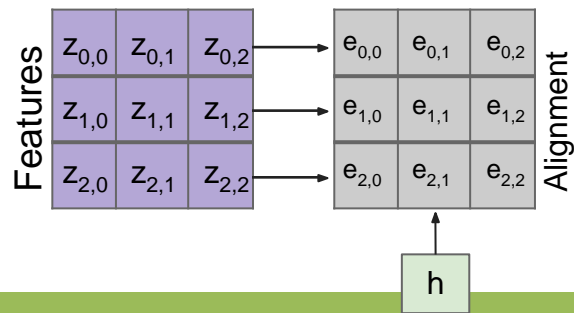 Features
z0,0 z0,1 z0,2
z1,0 z1,1 z1,2
z2,0 z2,1 z2,2
e0,0 e0,1 e0,2
e1,0 e1,1 e1,2
e2,0 e2,1 e2,2
Alignment
h